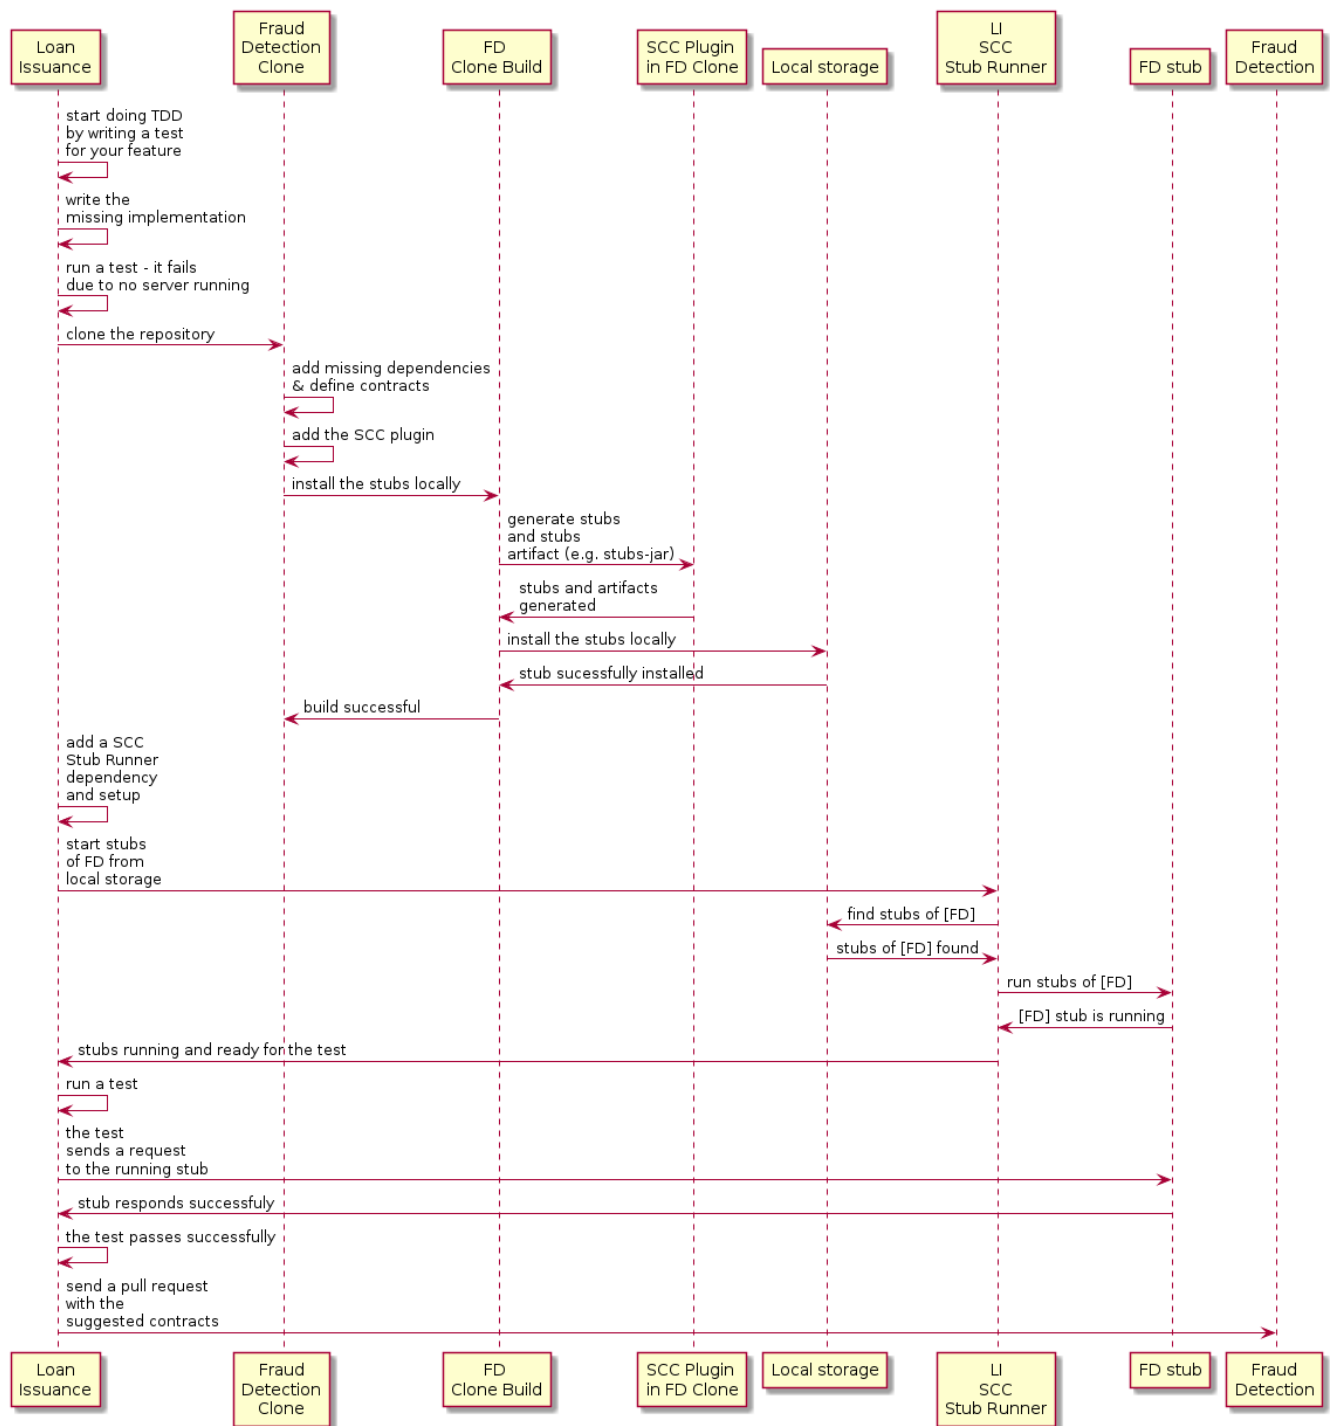 Loan
Issuance
Fraud
Detection
Clone
FD
Clone Build
SCC Plugin
in FD Clone
Local storage
LI
SCC
Stub Runner
FD stub
Fraud
Detection
start doing TDD
by writing a test
for your feature
write the
missing implementation
run a test - it fails
due to no server running
clone the repository
add missing dependencies
& define contracts
add the SCC plugin
install the stubs locally
generate stubs
and stubs
artifact (e.g. stubs-jar)
stubs and artifacts
generated
install the stubs locally
stub sucessfully installed
build successful
add a SCC
Stub Runner
dependency
and setup
start stubs
of FD from
local storage
find stubs of [FD]
stubs of [FD] found
run stubs of [FD]
[FD] stub is running
stubs running and ready for the test
run a test
the test
sends a request
to the running stub
stub responds successfuly
the test passes successfully
send a pull request
with the
suggested contracts
Loan
Issuance
Fraud
Detection
Clone
FD
Clone Build
SCC Plugin
in FD Clone
Local storage
LI
SCC
Stub Runner
FD stub
Fraud
Detection